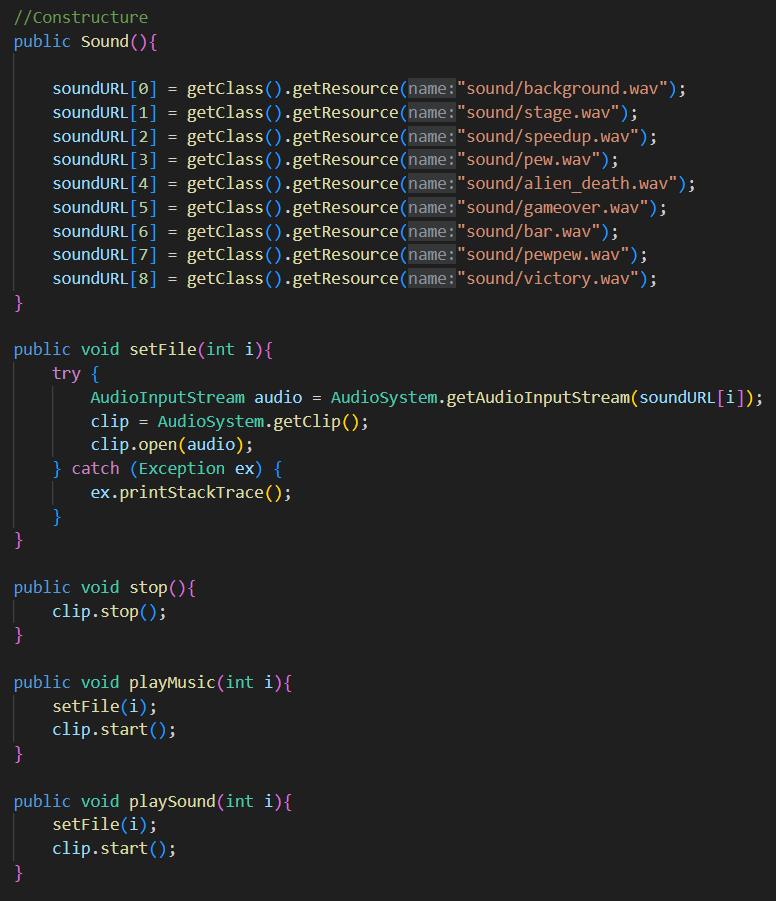 //Constructure
public Sound(){
soundURL[0] = getClass().getResource(name:"sound/background.wav");
soundURL[1] = getClass().getResource(name:"sound/stage.wav");
soundURL[2] = getClass().getResource(name:"sound/speedup.wav");
soundURL[3] = getClass().getResource(name:"sound/pew.wav");
soundURL[4] = getClass().getResource(name:"sound/alien_death.wav");
soundURL[5] = getClass().getResource(name:"sound/gameover.wav");
soundURL[6] = getClass().getResource(name:"sound/bar.wav");
soundURL[7] = getClass().getResource(name:"sound/pewpew.wav");
soundURL[8] = getClass().getResource(name:"sound/victory.wav");
}
public void setFile(int i){
try {
AudioInputStream audio = AudioSystem.getAudioInputStream(soundURL[i]);
clip = AudioSystem.getClip();
clip.open(audio);
} catch (Exception ex) {
ex.printStackTrace();
}
}
public void stop(){
clip.stop();
}
public void playMusic(int i){
setFile(i);
clip.start();
}
public void playSound(int i){
setFile(i);
clip.start();
}